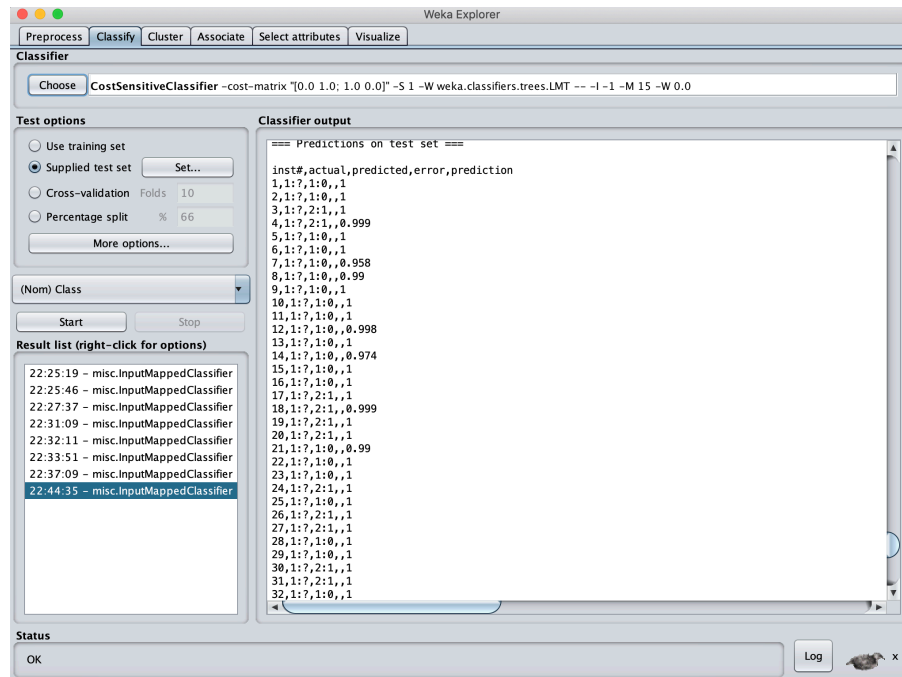 Weka Explorer
Preprocess Classify Cluster Associate Select attributes Visualize
Classifier
Choose CostSensitiveClassifier -cost-matrix "[0.0 1.0; 1.0 0.0]" -S 1 -W weka.classifiers.trees.LMT -- -I -1 -M 15 -W 0.0
Test options
Use training set
Supplied test set Set...
Cross-validation Folds 10
Percentage split % 66
More options...
(Nom) Class
Start Stop
Result list (right-click for options)
22:25:19 - misc.InputMappedClassifier
22:25:46 - misc.InputMappedClassifier
22:27:37 - misc.InputMappedClassifier
22:31:09 - misc.InputMappedClassifier
22:32:11 - misc.InputMappedClassifier
22:33:51 - misc.InputMappedClassifier
22:37:09 - misc.InputMappedClassifier
22:44:35 - misc.InputMappedClassifier
Classifier output
=== Predictions on test set ===
inst#,actual,predicted,error,prediction
1,1:?,1:0,,1
2,1:?,1:0,,1
3,1:?,2:1,,1
4,1:?,2:1,,0.999
5,1:?,1:0,,1
6,1:?,1:0,,1
7,1:?,1:0,,0.958
8,1:?,1:0,,0.99
9,1:?,1:0,,1
10,1:?,1:0,,1
11,1:?,1:0,,1
12,1:?,1:0,,0.998
13,1:?,1:0,,1
14,1:?,1:0,,0.974
15,1:?,1:0,,1
16,1:?,1:0,,1
17,1:?,2:1,,1
18,1:?,2:1,,0.999
19,1:?,2:1,,1
20,1:?,2:1,,1
21,1:?,1:0,,0.99
22,1:?,1:0,,1
23,1:?,1:0,,1
24,1:?,2:1,,1
25,1:?,1:0,,1
26,1:?,2:1,,1
27,1:?,2:1,,1
28,1:?,1:0,,1
29,1:?,1:0,,1
30,1:?,2:1,,1
31,1:?,2:1,,1
32,1:?,1:0,,1
Status
OK
Log
x